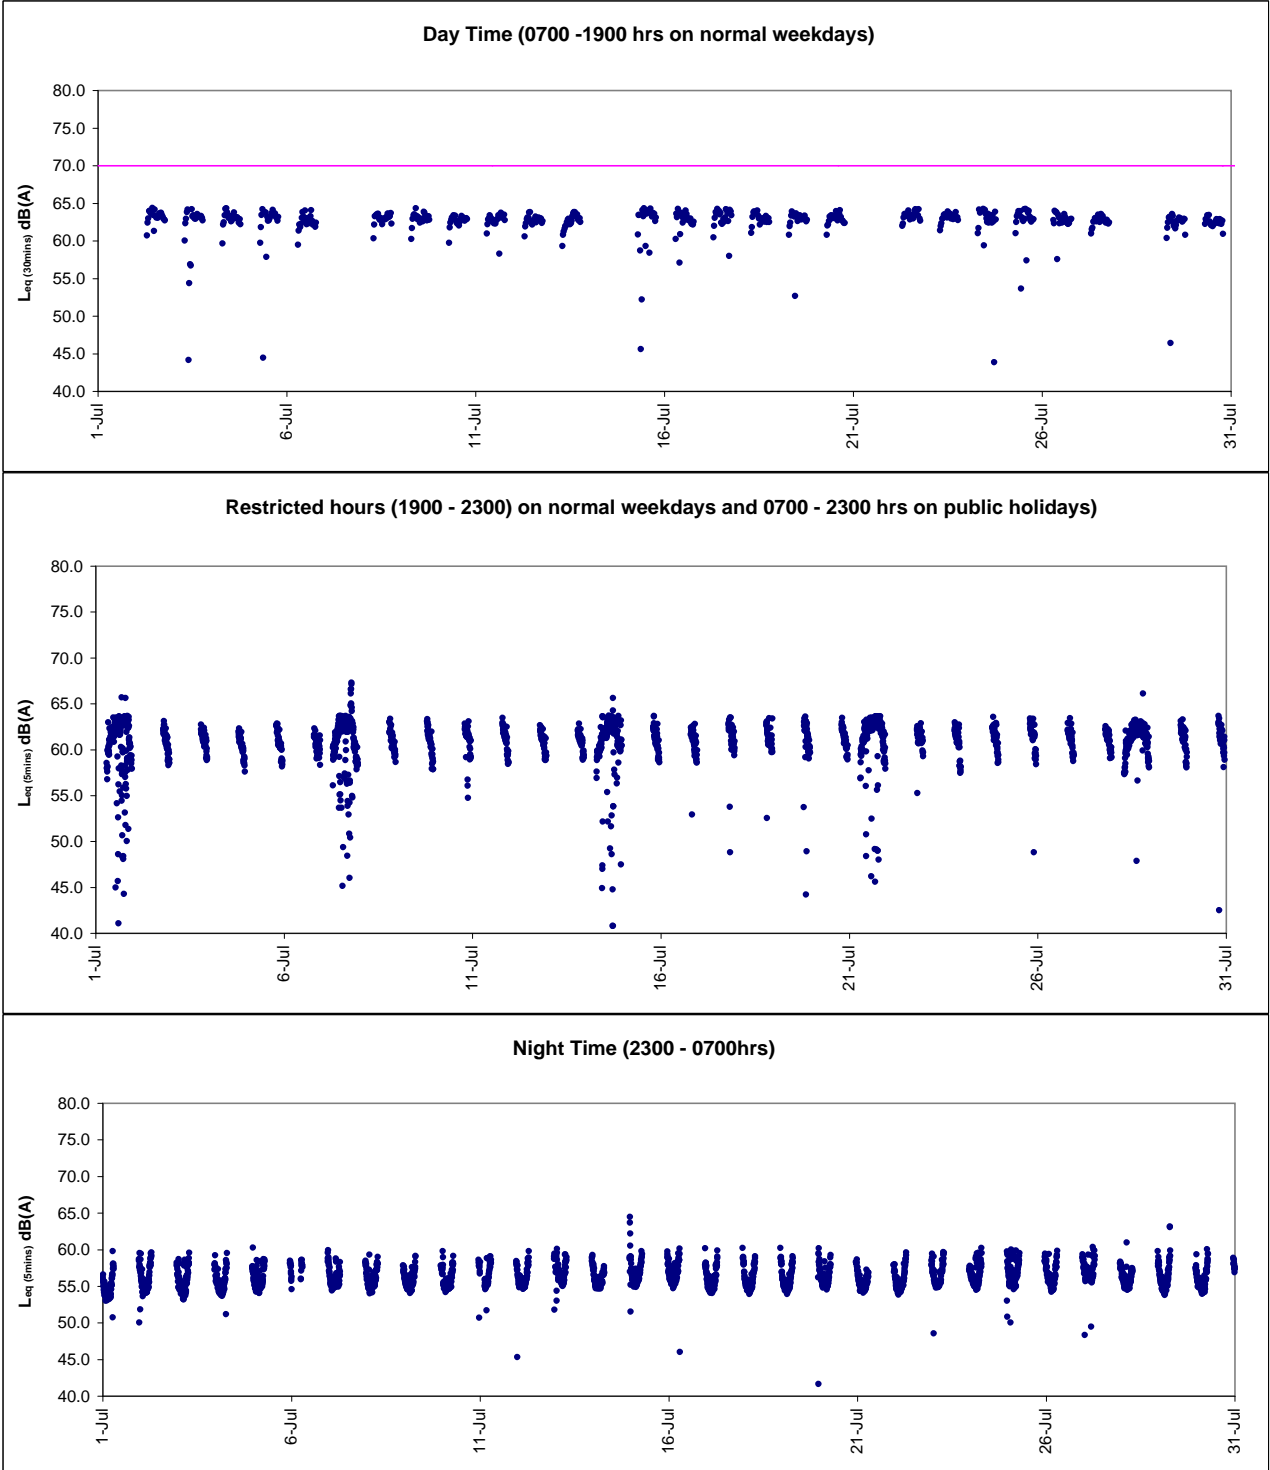 Day Time (0700 -1900 hrs on normal weekdays)
80.0
75.0
70.0
65.0
60.0
55.0
50.0
45.0
40.0
Leq (30mins) dB(A)
1-Jul
6-Jul
11-Jul
16-Jul
21-Jul
26-Jul
31-Jul
Restricted hours (1900 - 2300) on normal weekdays and 0700 - 2300 hrs on public holidays)
80.0
75.0
70.0
65.0
60.0
55.0
50.0
45.0
40.0
Leq (5mins) dB(A)
1-Jul
6-Jul
11-Jul
16-Jul
21-Jul
26-Jul
31-Jul
Night Time (2300 - 0700hrs)
80.0
75.0
70.0
65.0
60.0
55.0
50.0
45.0
40.0
Leq (5mins) dB(A)
1-Jul
6-Jul
11-Jul
16-Jul
21-Jul
26-Jul
31-Jul